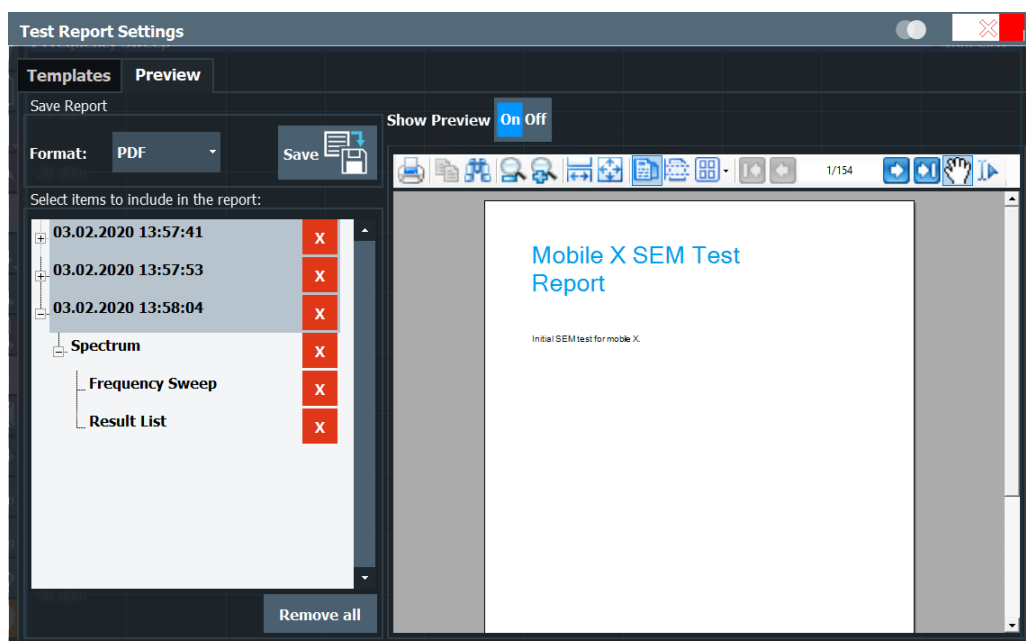 Test Report Settings
Templates
Preview
Save Report
Format:
PDF
Save
Select items to include in the report:
03.02.2020 13:57:41
X
03.02.2020 13:57:53
X
03.02.2020 13:58:04
X
Spectrum
X
Frequency Sweep
X
Result List
X
Remove all
Show Preview
On
Off
1/154
Mobile X SEM Test
Report
Initial SEM test for mobile X.